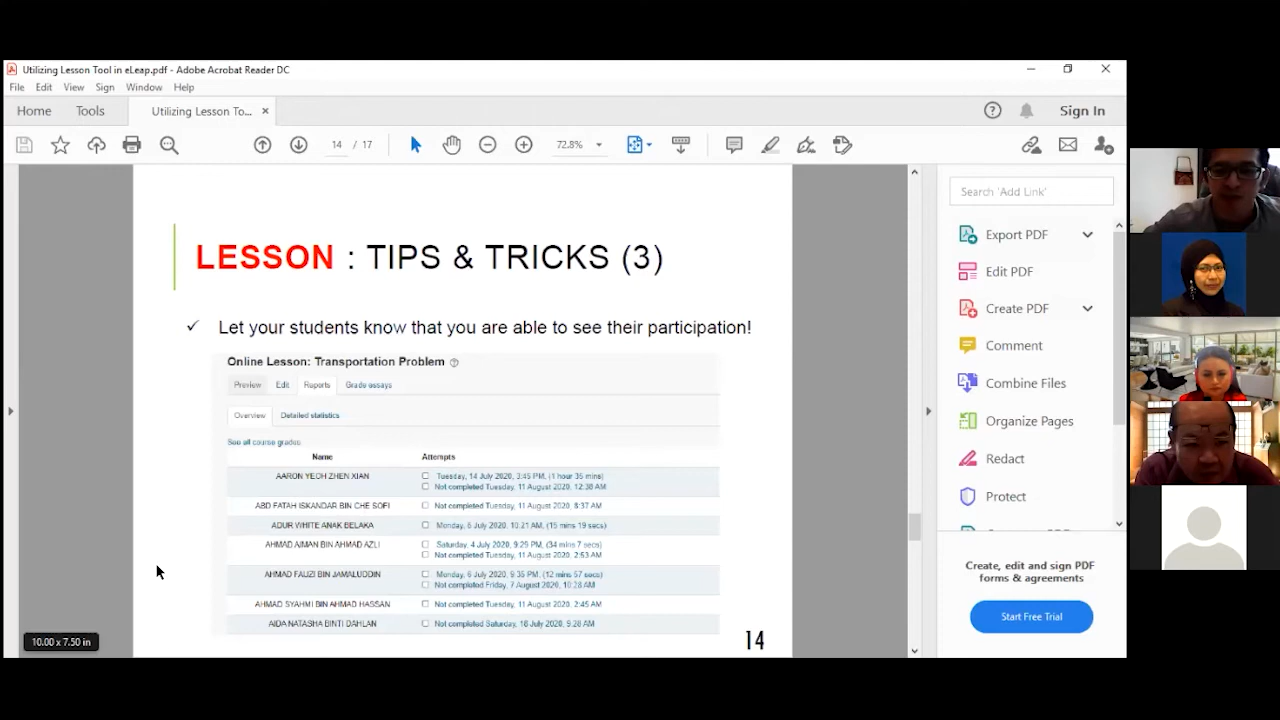 Utilizing Lesson Tool in eLeap.pdf - Adobe Acrobat Reader DC
File Edit View Sign Window Help
Home Tools Utilizing Lesson To... × Sign In
14 / 17 72.8%
Search 'Add Link'
LESSON : TIPS & TRICKS (3)
✓ Let your students know that you are able to see their participation!
Online Lesson: Transportation Problem
Preview Edit Reports Grade essays
Overview Detailed statistics
See all course grades
Name Attempts
AARON YEOH ZHEN XIAN Tuesday, 14 July 2020, 3:45 PM, (1 hour 35 mins)
Not completed Tuesday, 11 August 2020, 12:38 AM
ABD FATAH ISKANDAR BIN CHE SOFI Not completed Tuesday, 11 August 2020, 8:37 AM
ADUR WHITE ANAK BELAKA Monday, 6 July 2020, 10:21 AM, (15 mins 19 secs)
AHMAD AIMAN BIN AHMAD AZLI Saturday, 4 July 2020, 9:29 PM, (34 mins 7 secs)
Not completed Tuesday, 11 August 2020, 2:53 AM
AHMAD FAUZI BIN JAMALUDDIN Monday, 6 July 2020, 9:35 PM, (12 mins 57 secs)
Not completed Friday, 7 August 2020, 10:28 AM
AHMAD SYAHMI BIN AHMAD HASSAN Not completed Tuesday, 11 August 2020, 2:45 AM
AIDA NATASHA BINTI DAHLAN Not completed Saturday, 18 July 2020, 9:28 AM
14
10.00 x 7.50 in
Export PDF
Edit PDF
Create PDF
Comment
Combine Files
Organize Pages
Redact
Protect
Create, edit and sign PDF
forms & agreements
Start Free Trial